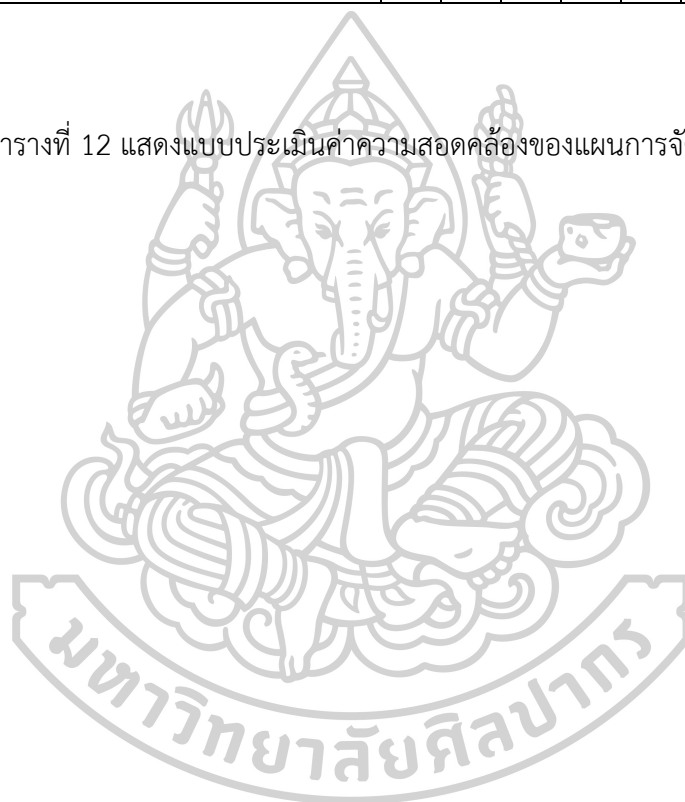 ารางที่ 12 แสดงแบบประเมินค่าความสอดคล้องของแผนการจั
มหาวิทยาลัยศิลปากร